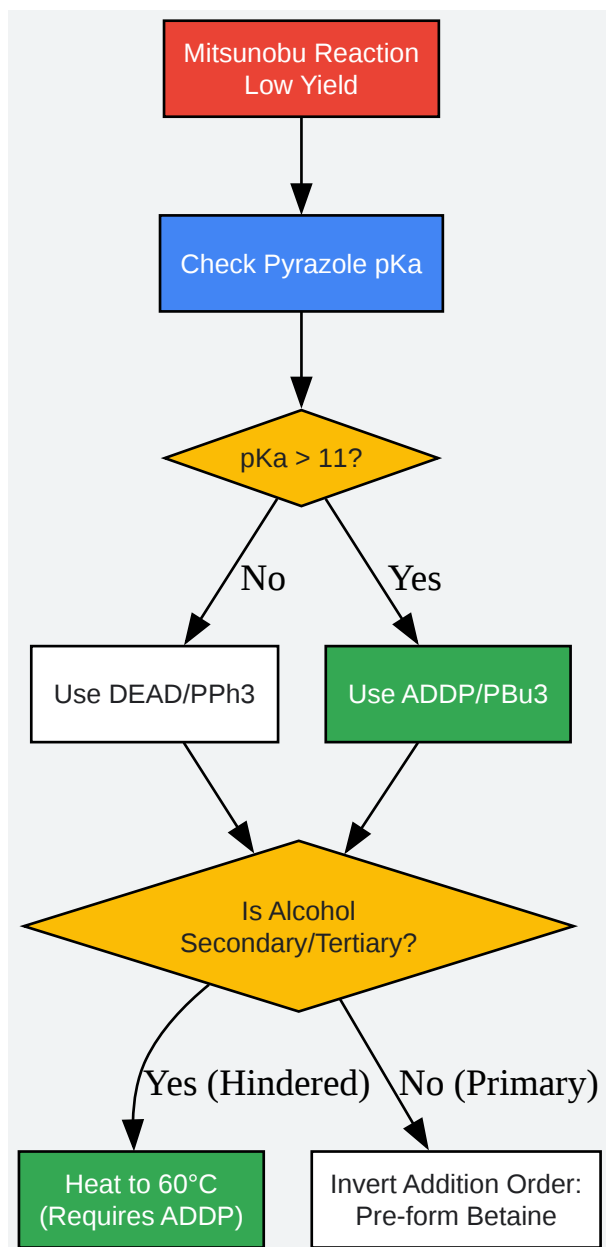 Mitsunobu Reaction
Low Yield
Check Pyrazole pKa
pKa > 11?
No
Yes
Use DEAD/PPh3
Use ADDP/PBu3
Is Alcohol
Secondary/Tertiary?
Yes (Hindered)
No (Primary)
Heat to 60°C
(Requires ADDP)
Invert Addition Order:
Pre-form Betaine